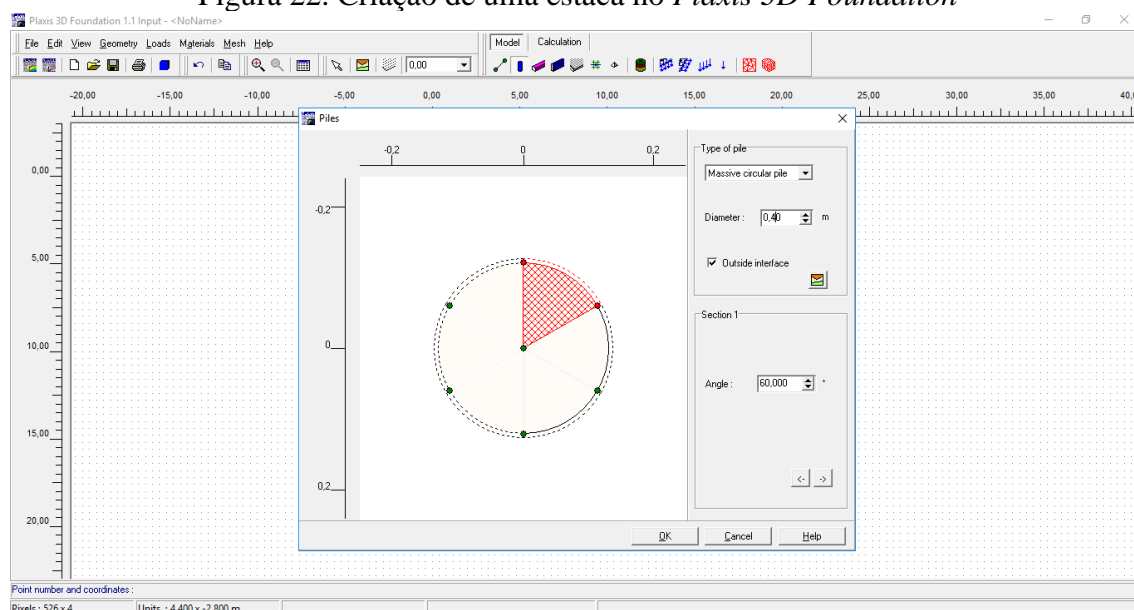 Figura 22. Criação de uma estaca no Plaxis 3D Foundation
Plaxis 3D Foundation 1.1 Input - <NoName>
File Edit View Geometry Loads Materials Mesh Help
Model Calculation
0,00
-20,00 -15,00 -10,00 -5,00 0,00 5,00 10,00 15,00 20,00 25,00 30,00 35,00 40,
Piles
-0,2 0 0,2
Type of pile
Massive circular pile
0,00
-0,2
Diameter : 0,40 m
5,00
Outside interface
Section 1
10,00
0
Angle : 60,000 °
15,00
0,2
<- ->
20,00
OK Cancel Help
Point number and coordinates :
Pixels : 526 x 4 Units : 4,400 x -2,800 m